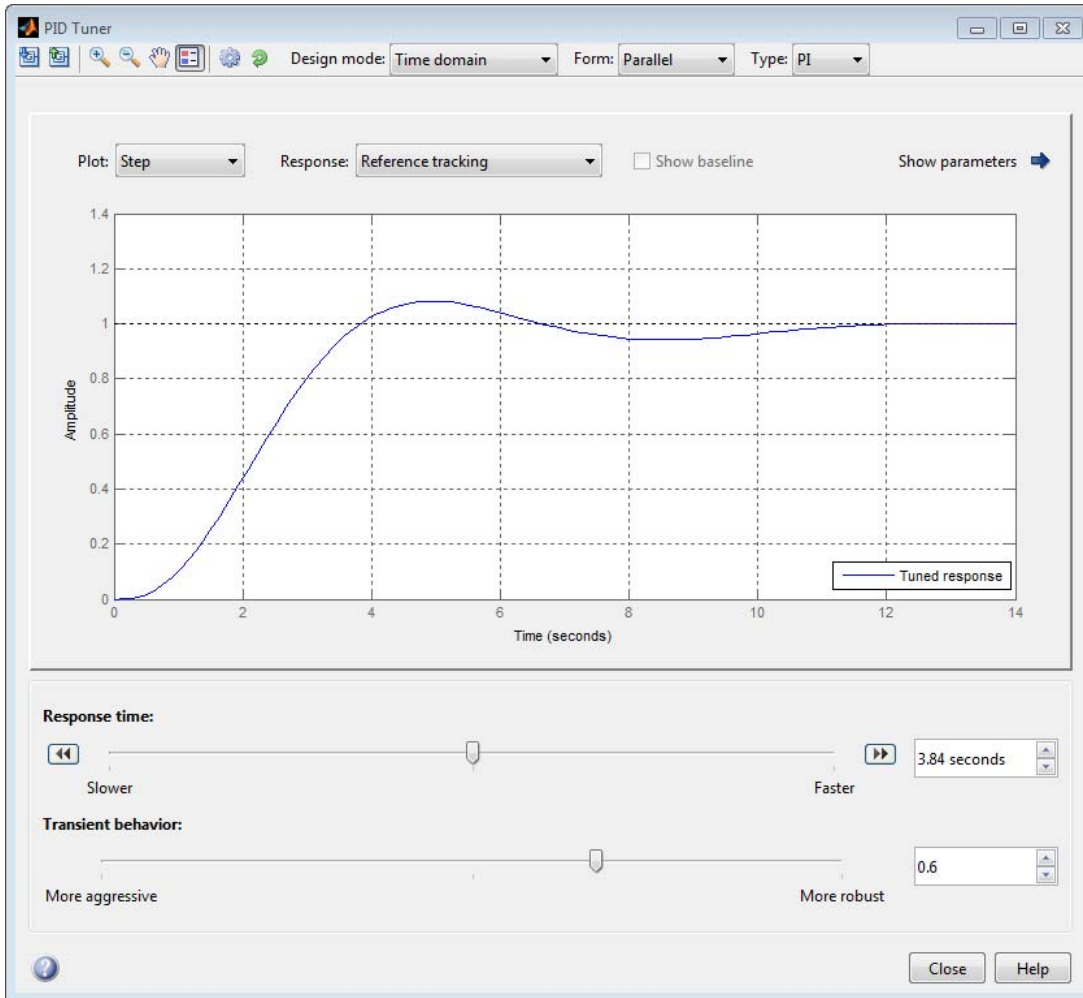 PID Tuner
Design mode: Time domain Form: Parallel Type: PI
Plot: Step Response: Reference tracking Show baseline Show parameters
1.4
1.2
1
0.8
0.6
0.4
0.2
0
Amplitude
Tuned response
0 2 4 6 8 10 12 14
Time (seconds)
Response time:
3.84 seconds
Slower Faster
Transient behavior:
0.6
More aggressive More robust
Close Help